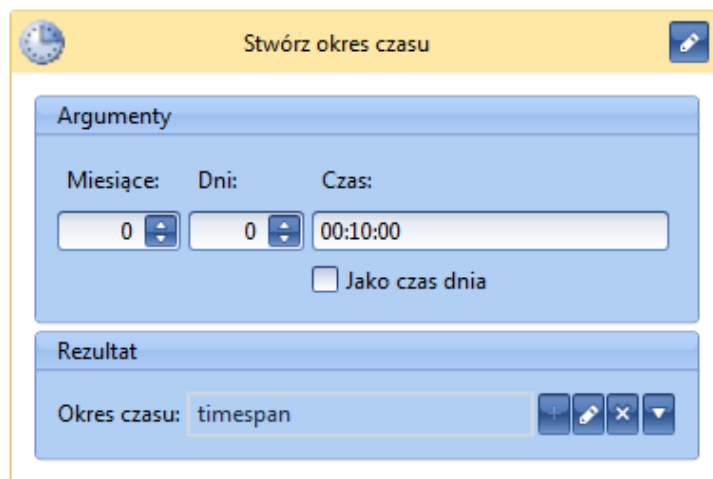 Stwórz okres czasu
Argumenty
Miesiące: Dni: Czas:
0 0 00:10:00
Jako czas dnia
Rezultat
Okres czasu: timespan